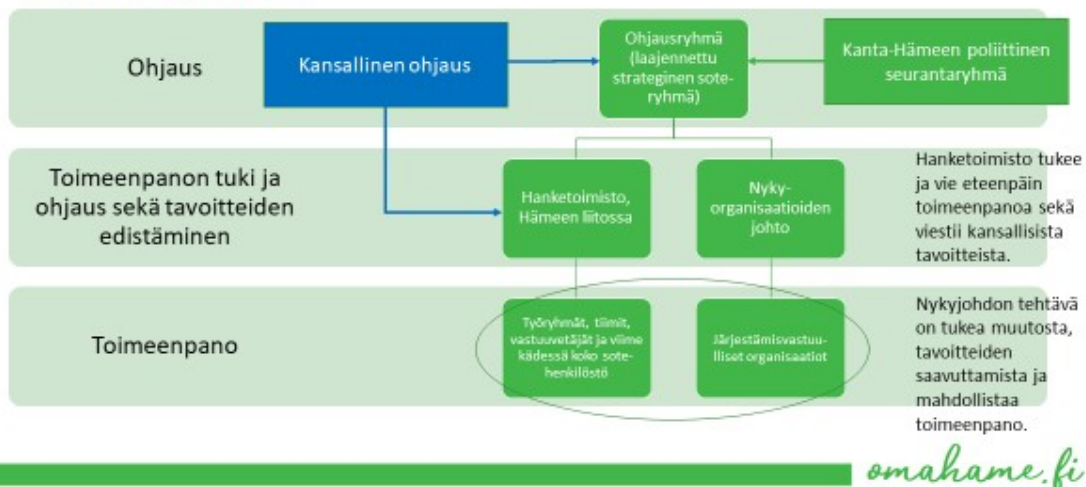 Ohjaus
Kansallinen ohjaus
Ohjausryhmä
(laajennettu
strateginen sote-
ryhmä)
Kanta-Hämeen poliittinen
seurantaryhmä
Toimeenpanon tuki ja
ohjaus sekä tavoitteiden
edistäminen
Hanketoimisto,
Hämeen liitossa
Nyky-
organisaatioiden
johto
Hanketoimisto tukee
ja vie eteenpäin
toimeenpanoa sekä
viestii kansallisista
tavoitteista.
Toimeenpano
Työryhmät, tiimit,
vastuuvetäjät ja viime
kädessä koko sote-
henkilöstö
Järjestämisvastuu-
lliset organisaatiot
Nykyjohdon tehtävä
on tukea muutosta,
tavoitteiden
saavuttamista ja
mahdollistaa
toimeenpano.
omahame.fi